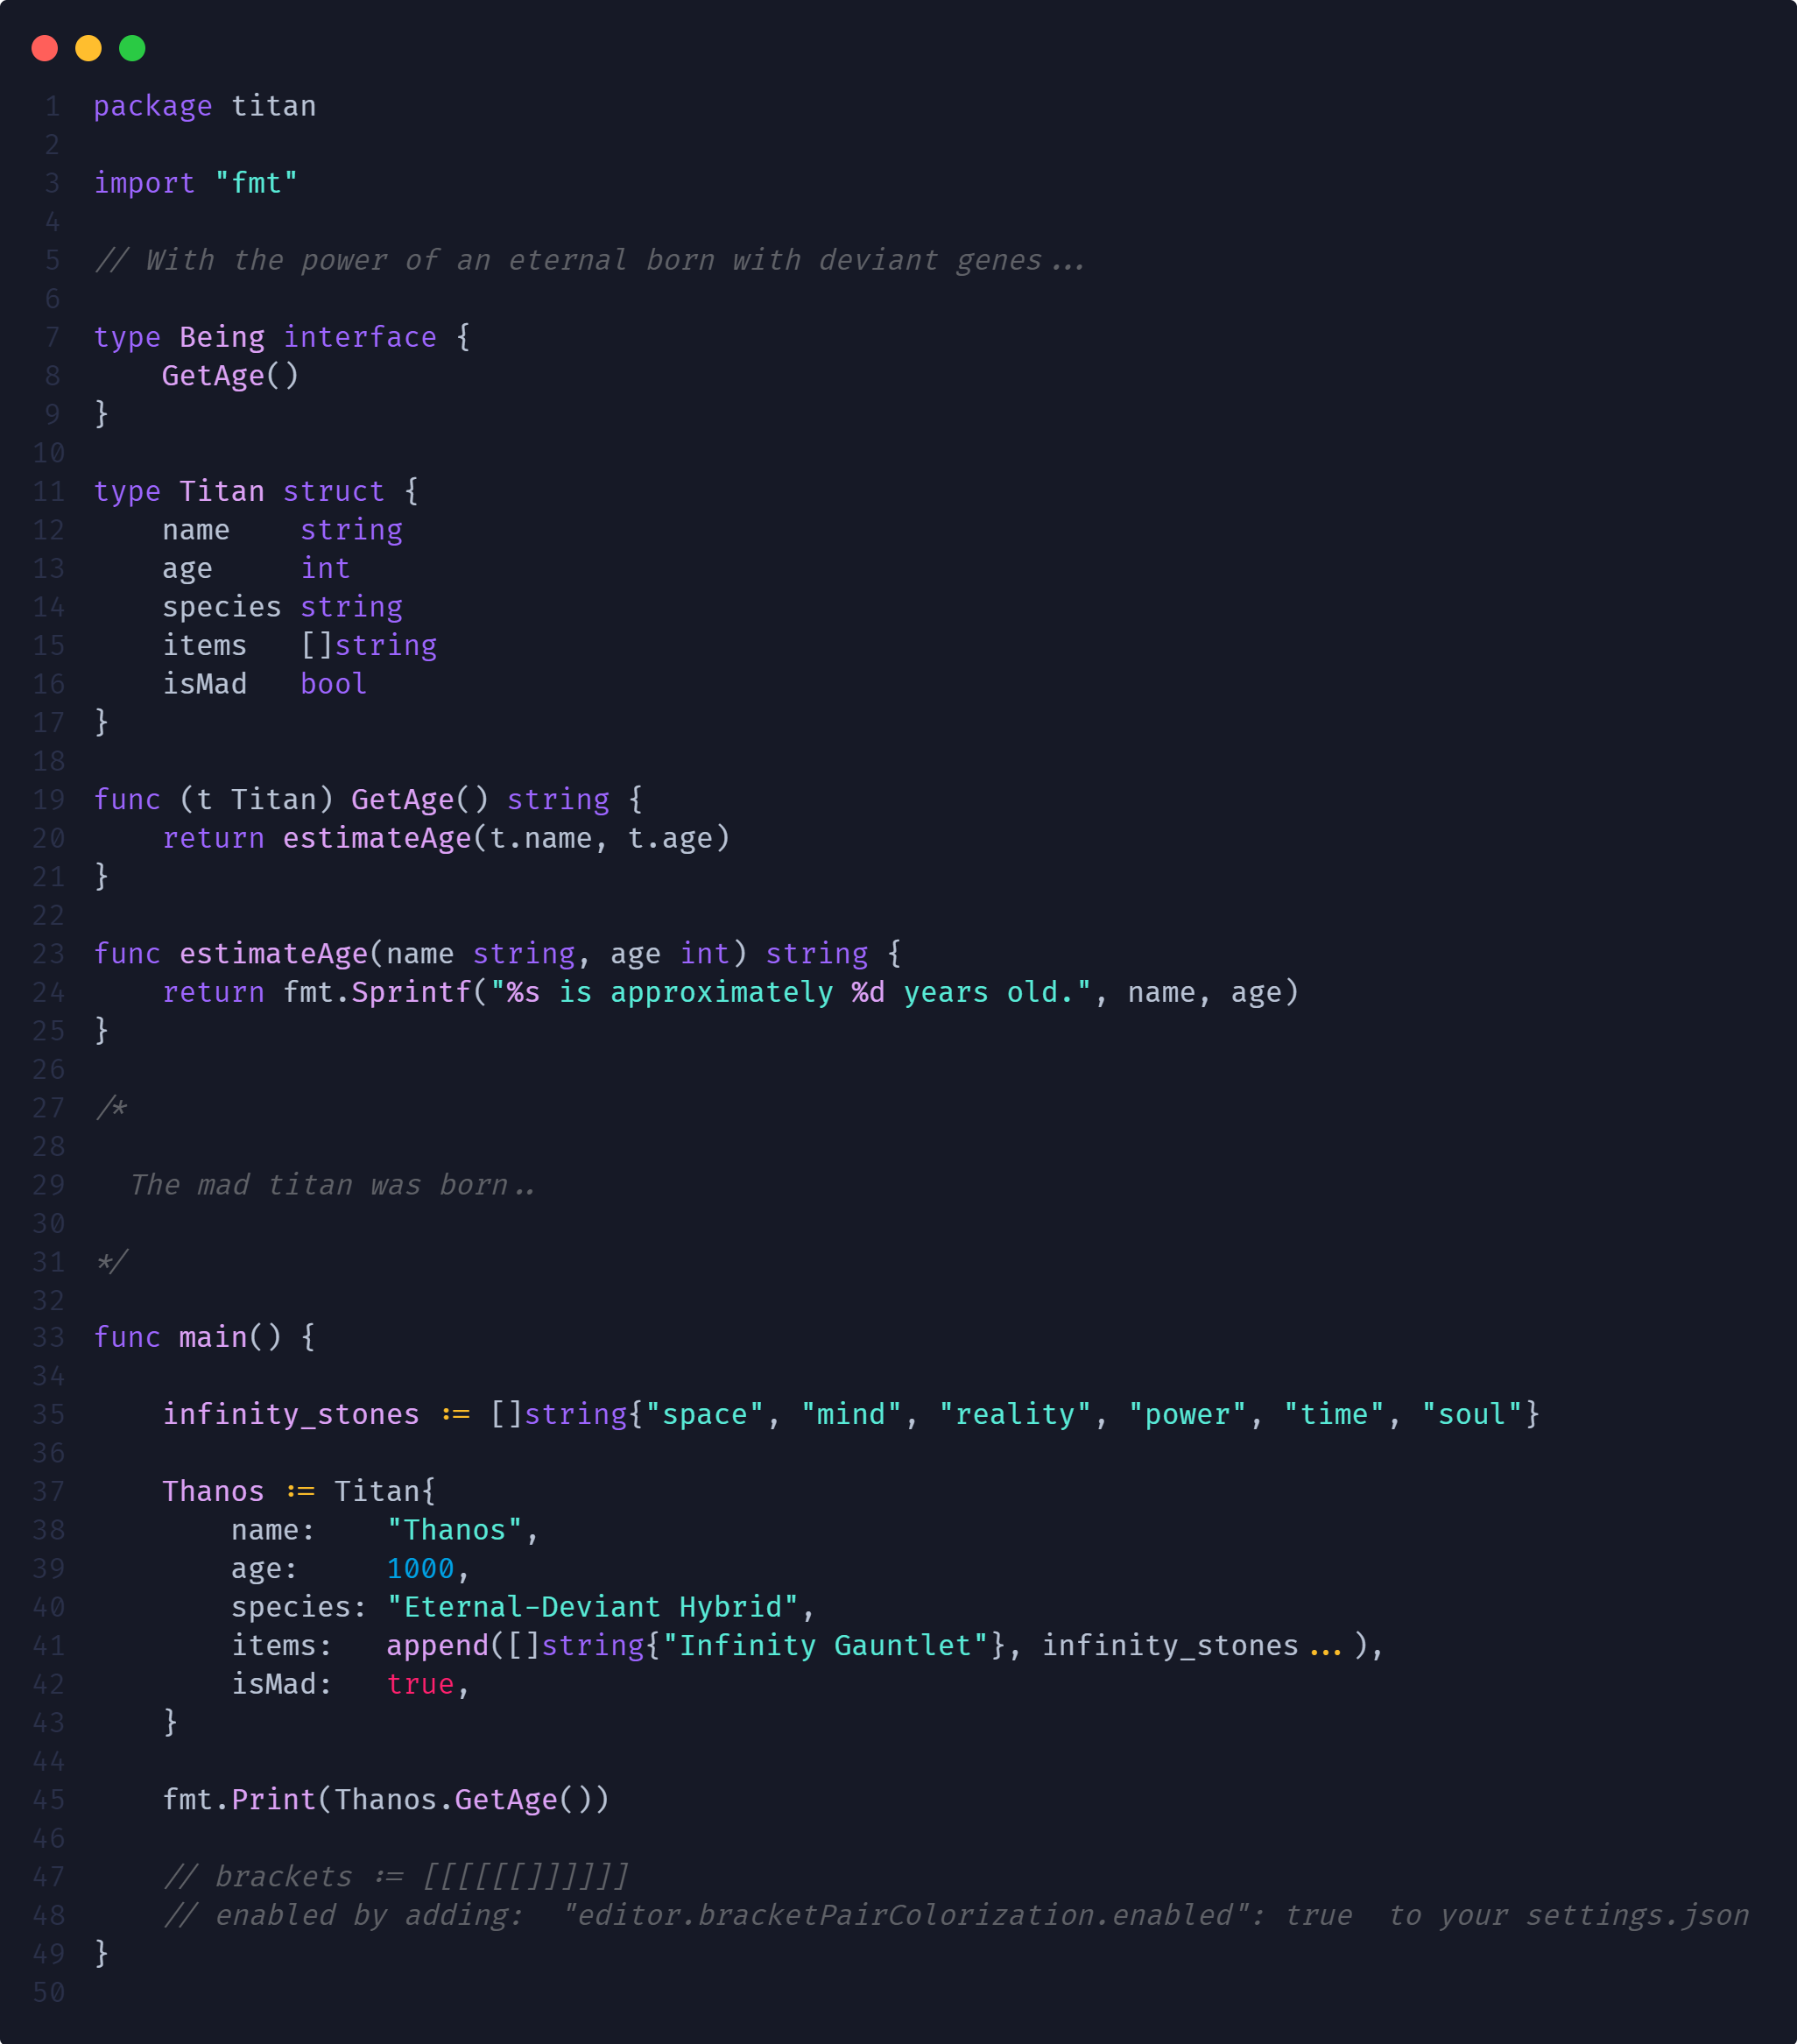 1 package titan
2
3 import "fmt"
4
5 // With the power of an eternal born with deviant genes...
6
7 type Being interface {
8     GetAge()
9 }
10
11 type Titan struct {
12     name    string
13     age     int
14     species string
15     items   []string
16     isMad   bool
17 }
18
19 func (t Titan) GetAge() string {
20     return estimateAge(t.name, t.age)
21 }
22
23 func estimateAge(name string, age int) string {
24     return fmt.Sprintf("%s is approximately %d years old.", name, age)
25 }
26
27 /*
28
29   The mad titan was born..
30
31 */
32
33 func main() {
34
35     infinity_stones := []string{"space", "mind", "reality", "power", "time", "soul"}
36
37     Thanos := Titan{
38         name:    "Thanos",
39         age:     1000,
40         species: "Eternal-Deviant Hybrid",
41         items:   append([]string{"Infinity Gauntlet"}, infinity_stones...),
42         isMad:   true,
43     }
44
45     fmt.Print(Thanos.GetAge())
46
47     // brackets := [[[[[[]]]]]]
48     // enabled by adding:  "editor.bracketPairColorization.enabled": true  to your settings.json
49 }
50